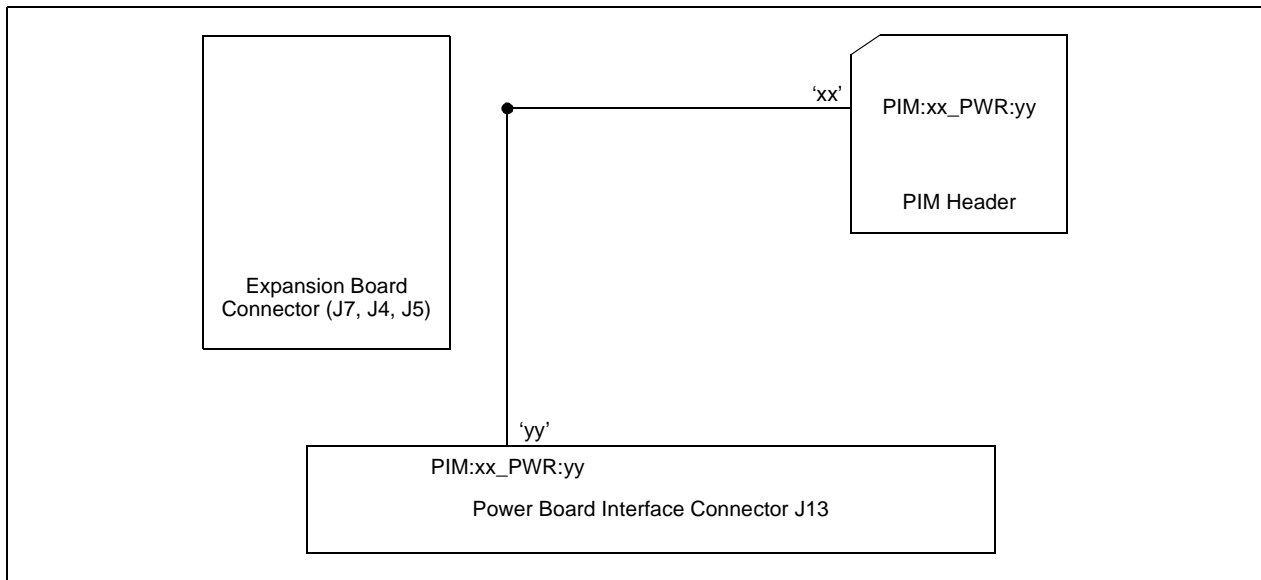 ‘xx’
PIM:xx_PWR:yy
PIM Header
Expansion Board
Connector (J7, J4, J5)
‘yy’
PIM:xx_PWR:yy
Power Board Interface Connector J13